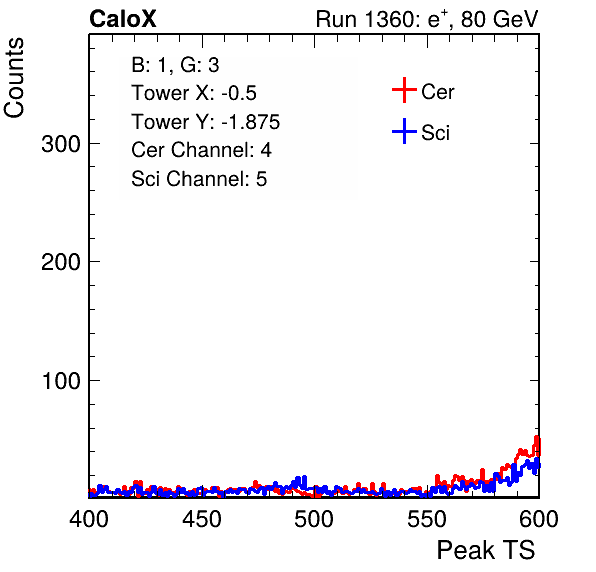 CaloX Run 1360: e⁺, 80 GeV
B: 1, G: 3
Tower X: -0.5
Tower Y: -1.875
Cer Channel: 4
Sci Channel: 5
Cer
Sci
Counts
300
200
100
400 450 500 550 600
Peak TS